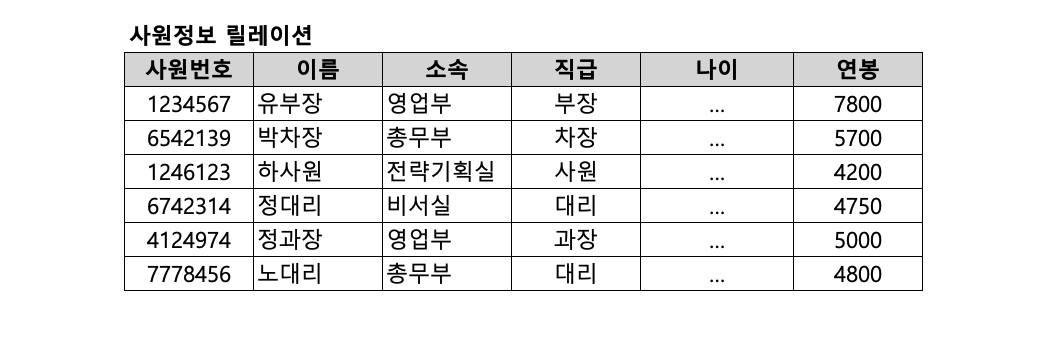 사원정보 릴레이션
사원번호 이름 소속 직급 나이 연봉
1234567 유부장 영업부 부장 ... 7800
6542139 박차장 총무부 차장 ... 5700
1246123 하사원 전략기획실 사원 ... 4200
6742314 정대리 비서실 대리 ... 4750
4124974 정과장 영업부 과장 ... 5000
7778456 노대리 총무부 대리 ... 4800